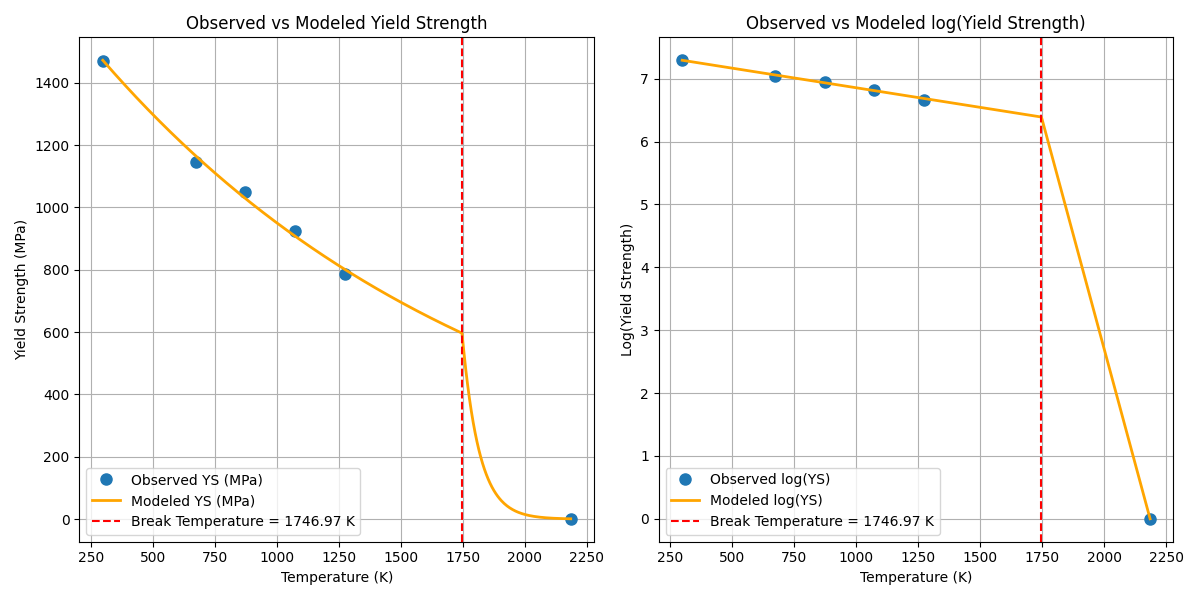 Observed vs Modeled Yield Strength
Yield Strength (MPa)
1400
1200
1000
800
600
400
200
0
Observed YS (MPa)
Modeled YS (MPa)
Break Temperature = 1746.97 K
250 500 750 1000 1250 1500 1750 2000 2250
Temperature (K)
Observed vs Modeled log(Yield Strength)
Log(Yield Strength)
7
6
5
4
3
2
1
0
Observed log(YS)
Modeled log(YS)
Break Temperature = 1746.97 K
250 500 750 1000 1250 1500 1750 2000 2250
Temperature (K)